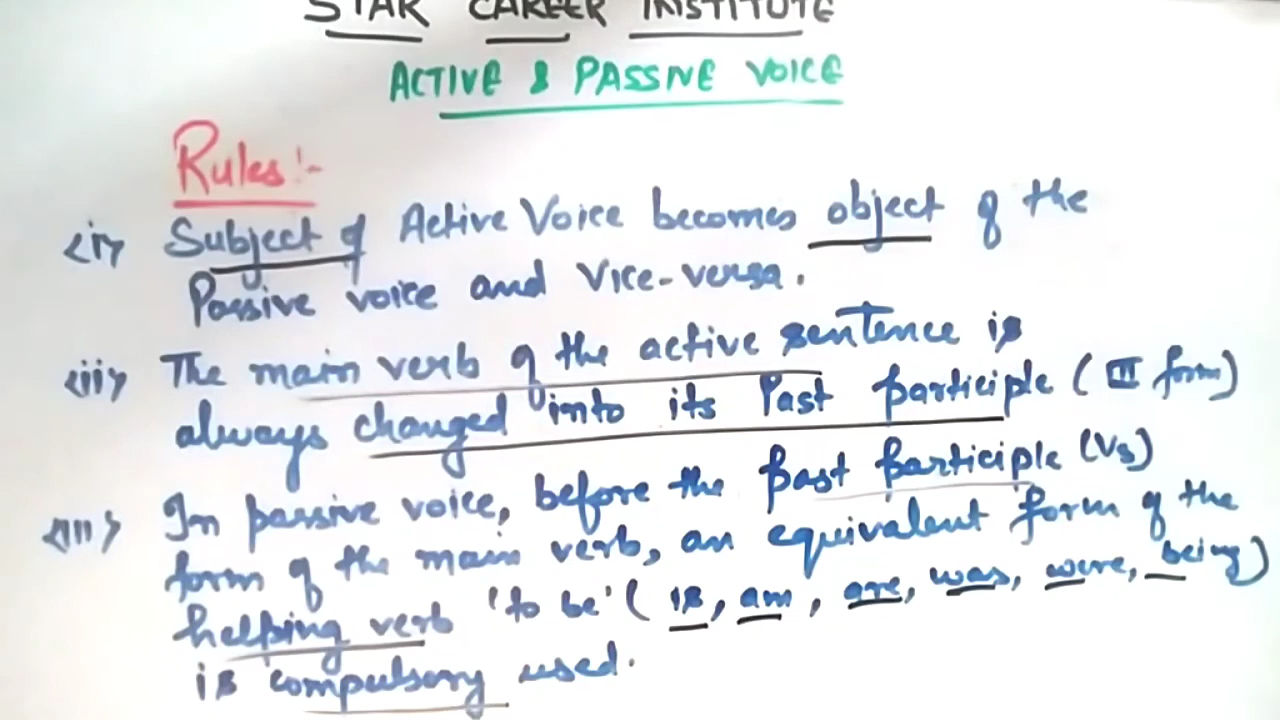 STAR CAREER INSTITUTE
ACTIVE & PASSIVE VOICE
Rules:-
<i> Subject of Active Voice becomes object of the
Passive voice and Vice-versa.
<ii> The main verb of the active sentence is
always changed into its Past participle (III form)
<iii> In passive voice, before the past participle (V3)
form of the main verb, an equivalent form of the
helping verb 'to be' (is, am, are, was, were, being)
is compulsory used.